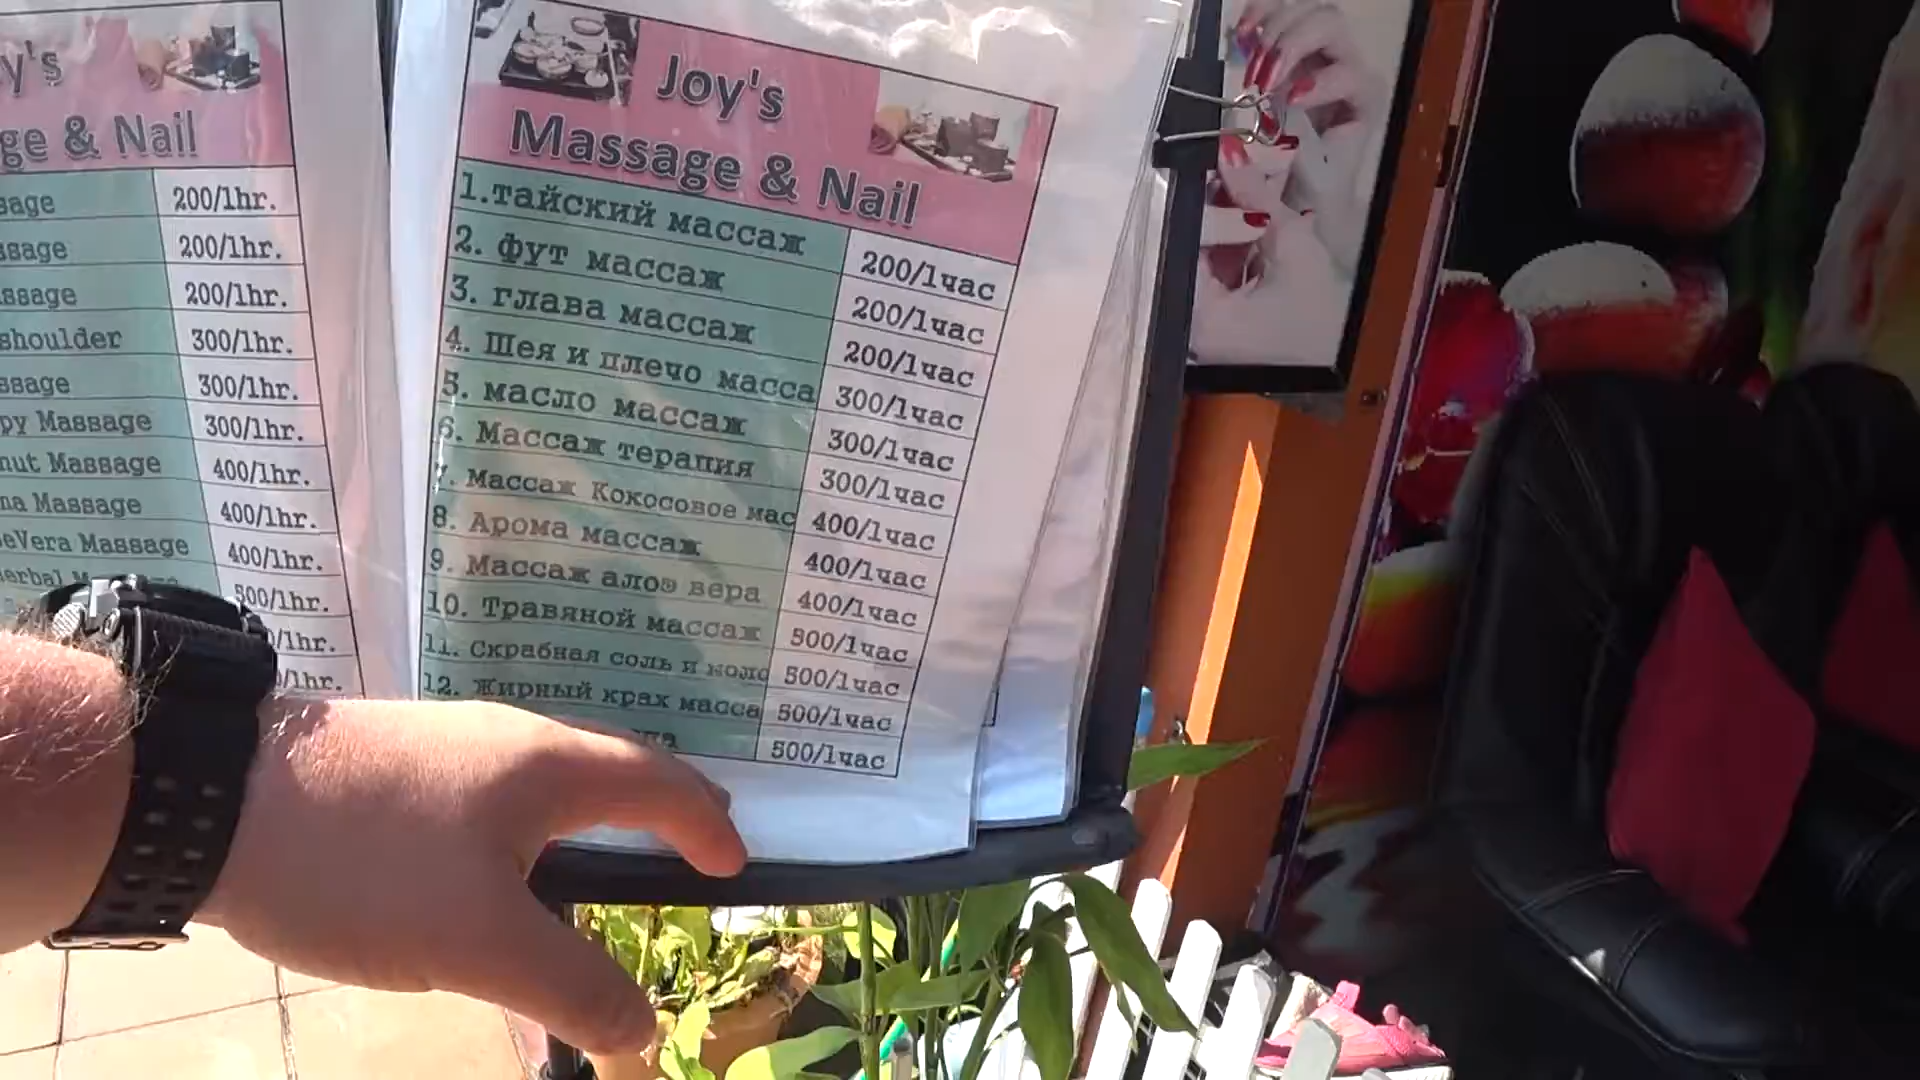 y's
ge & Nail
sage 200/1hr.
ssage 200/1hr.
ssage 200/1hr.
shoulder 300/1hr.
ssage 300/1hr.
py Massage 300/1hr.
nut Massage 400/1hr.
ma Massage 400/1hr.
eVera Massage 400/1hr.
erbal 500/1hr.
/1hr.
/1hr.
Joy's
Massage & Nail
1.тайский массаж 200/1час
2. фут массаж 200/1час
3. глава массаж 200/1час
4. Шея и плечо масса 300/1час
5. масло массаж 300/1час
6. Массаж терапия 300/1час
7. Массаж Кокосовое мас 400/1час
8. Арома массаж 400/1час
9. Массаж алоэ вера 400/1час
10. Травяной массаж 500/1час
11. Скрабная соль и коло 500/1час
12. Жирный крах масса 500/1час
500/1час